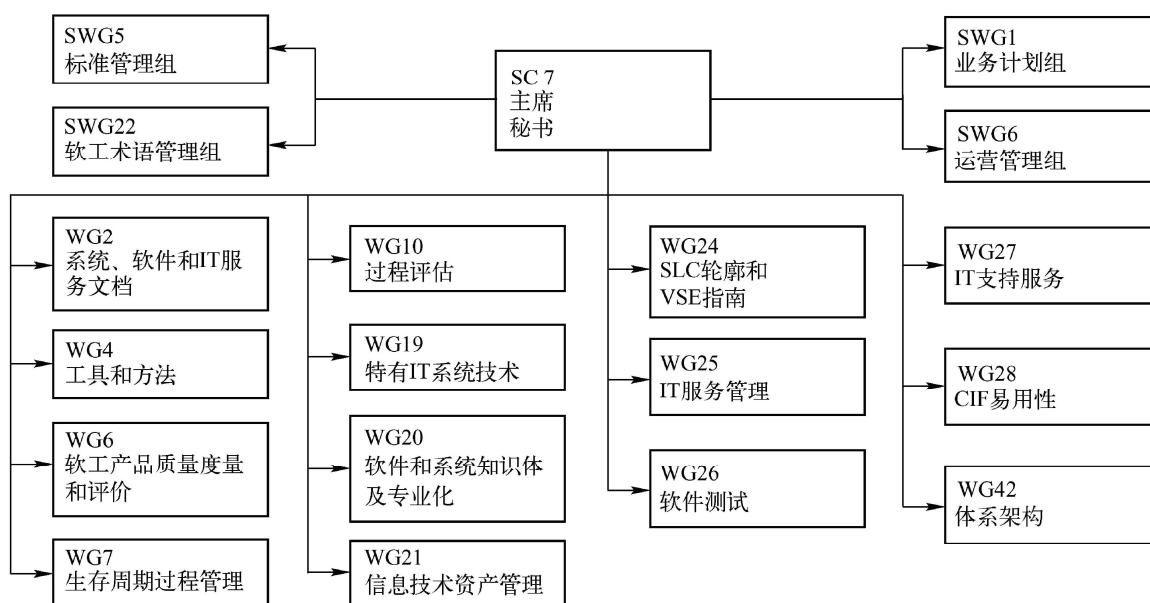 SWG5
标准管理组
SWG22
软工术语管理组
SC 7
主席
秘书
SWG1
业务计划组
SWG6
运营管理组
WG2
系统、软件和IT服
务文档
WG4
工具和方法
WG6
软工产品质量度量
和评价
WG7
生存周期过程管理
WG10
过程评估
WG19
特有IT系统技术
WG20
软件和系统知识体
及专业化
WG21
信息技术资产管理
WG24
SLC轮廓和
VSE指南
WG25
IT服务管理
WG26
软件测试
WG27
IT支持服务
WG28
CIF易用性
WG42
体系架构